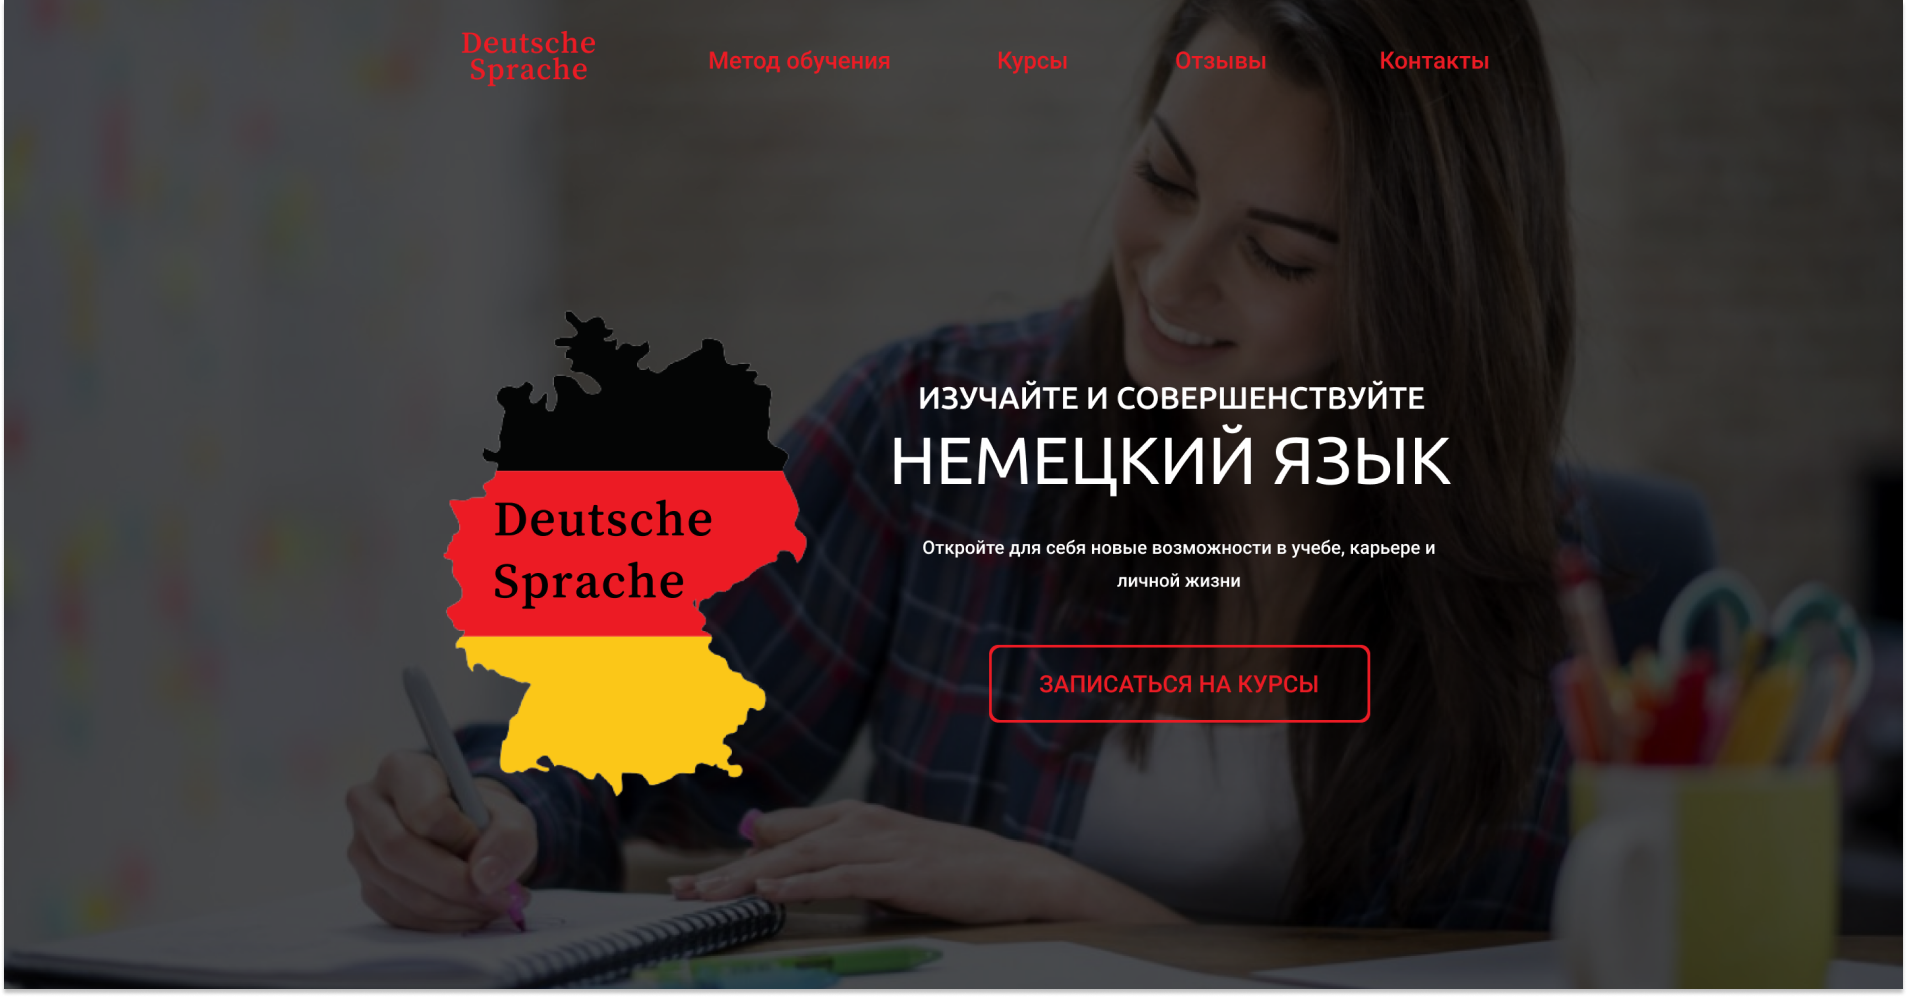 Deutsche
Sprache
Метод обучения
Курсы
Отзывы
Контакты
Deutsche
Sprache
ИЗУЧАЙТЕ И СОВЕРШЕНСТВУЙТЕ
НЕМЕЦКИЙ ЯЗЫК
Откройте для себя новые возможности в учебе, карьере и
личной жизни
ЗАПИСАТЬСЯ НА КУРСЫ